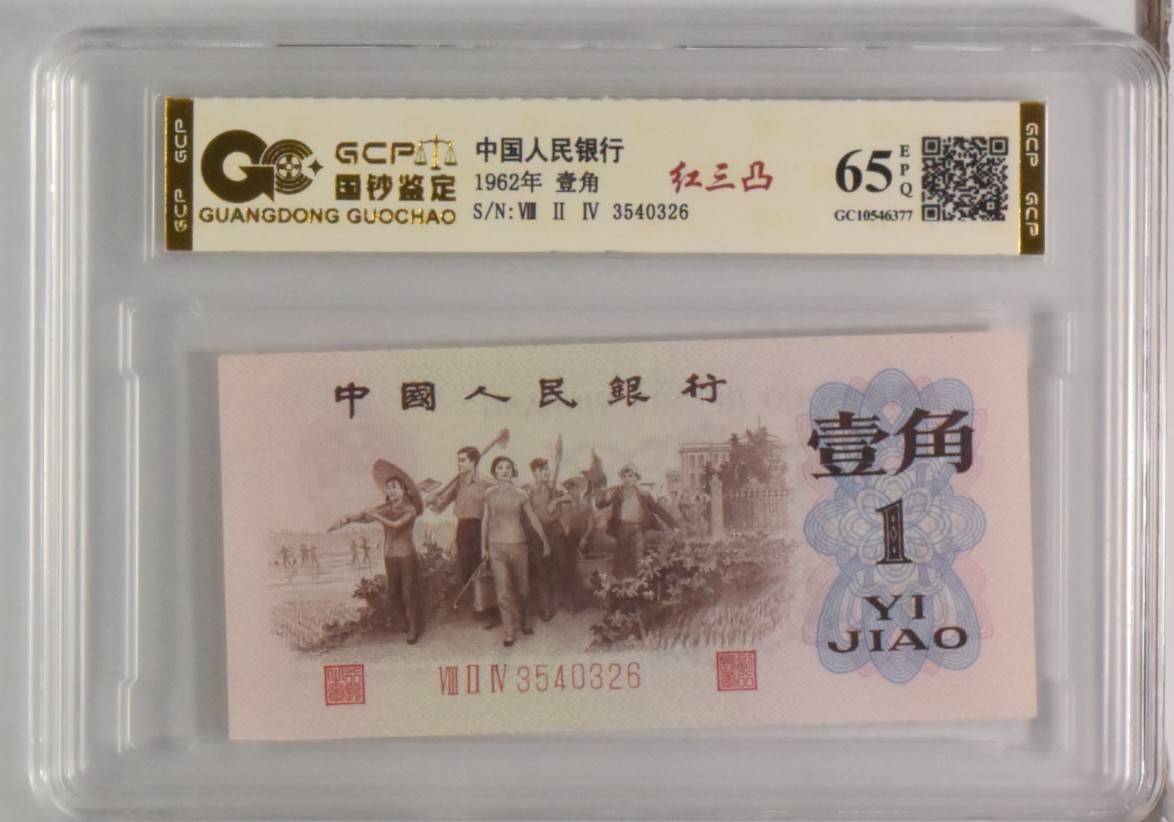 GCP
GCP
GCP
国钞鉴定
GUANGDONG GUOCHAO
中国人民银行
1962年 壹角
S/N:Ⅷ Ⅱ Ⅳ 3540326
红三凸
65
EPQ
GC10546377
GCP
GCP
中國人民銀行
壹角
1
YI
JIAO
Ⅷ Ⅱ Ⅳ 3540326